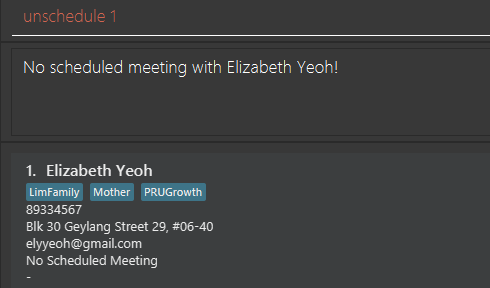 unschedule 1
No scheduled meeting with Elizabeth Yeoh!
1. Elizabeth Yeoh
LimFamily Mother PRUGrowth
89334567
Blk 30 Geylang Street 29, #06-40
elyyeoh@gmail.com
No Scheduled Meeting
-